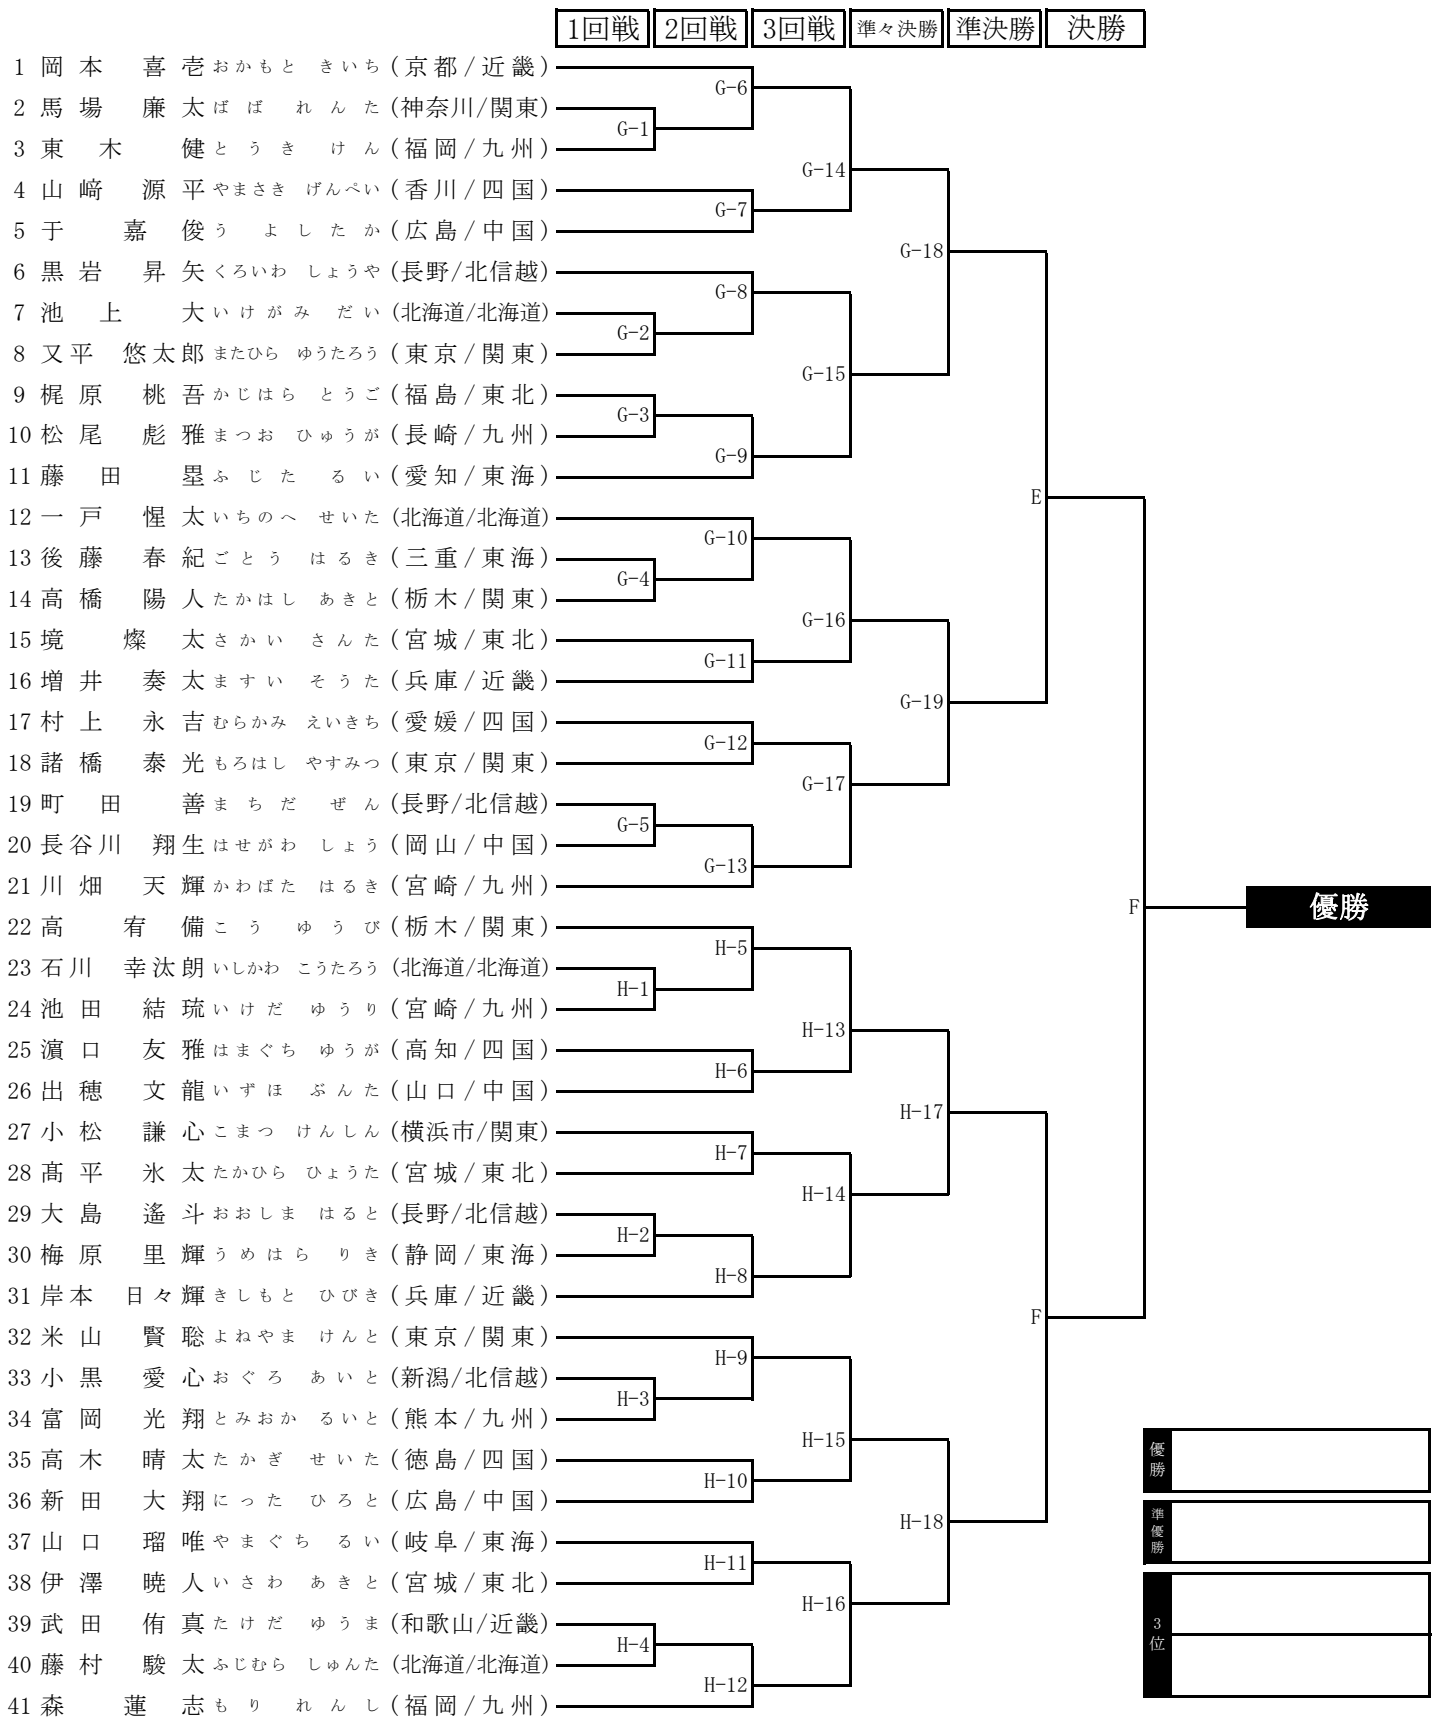 1回戦 2回戦 3回戦 準々決勝 準決勝 決勝
1 岡本 喜壱 おかもと きいち (京都/近畿)
G-6
2 馬場 廉太 ばば れんた (神奈川/関東)
G-1
3 東木 健 とうき けん (福岡/九州)
G-14
4 山﨑 源平 やまさき げんぺい (香川/四国)
G-7
5 于 嘉俊 う よしたか (広島/中国)
G-18
6 黒岩 昇矢 くろいわ しょうや (長野/北信越)
G-8
7 池上 大 いけがみ だい (北海道/北海道)
G-2
8 又平 悠太郎 またひら ゆうたろう (東京/関東)
G-15
9 梶原 桃吾 かじはら とうご (福島/東北)
G-3
10 松尾 彪雅 まつお ひゅうが (長崎/九州)
G-9
11 藤田 塁 ふじた るい (愛知/東海)
E
12 一戸 惺太 いちのへ せいた (北海道/北海道)
G-10
13 後藤 春紀 ごとう はるき (三重/東海)
G-4
14 高橋 陽人 たかはし あきと (栃木/関東)
G-16
15 境 燦太 さかい さんた (宮城/東北)
G-11
16 増井 奏太 ますい そうた (兵庫/近畿)
G-19
17 村上 永吉 むらかみ えいきち (愛媛/四国)
G-12
18 諸橋 泰光 もろはし やすみつ (東京/関東)
G-17
19 町田 善 まちだ ぜん (長野/北信越)
G-5
20 長谷川 翔生 はせがわ しょう (岡山/中国)
G-13
21 川畑 天輝 かわばた はるき (宮崎/九州)
F 優勝
22 高 宥備 こう ゆうび (栃木/関東)
H-5
23 石川 幸汰朗 いしかわ こうたろう (北海道/北海道)
H-1
24 池田 結琉 いけだ ゆうり (宮崎/九州)
H-13
25 濵口 友雅 はまぐち ゆうが (高知/四国)
H-6
26 出穂 文龍 いずほ ぶんた (山口/中国)
H-17
27 小松 謙心 こまつ けんしん (横浜市/関東)
H-7
28 髙平 氷太 たかひら ひょうた (宮城/東北)
H-14
29 大島 遙斗 おおしま はると (長野/北信越)
H-2
30 梅原 里輝 うめはら りき (静岡/東海)
H-8
31 岸本 日々輝 きしもと ひびき (兵庫/近畿)
F
32 米山 賢聡 よねやま けんと (東京/関東)
H-9
33 小黒 愛心 おぐろ あいと (新潟/北信越)
H-3
34 富岡 光翔 とみおか るいと (熊本/九州)
H-15
35 高木 晴太 たかぎ せいた (徳島/四国)
H-10
36 新田 大翔 にった ひろと (広島/中国)
H-18
37 山口 瑠唯 やまぐち るい (岐阜/東海)
H-11
38 伊澤 暁人 いさわ あきと (宮城/東北)
H-16
39 武田 侑真 たけだ ゆうま (和歌山/近畿)
H-4
40 藤村 駿太 ふじむら しゅんた (北海道/北海道)
H-12
41 森 蓮志 もり れんし (福岡/九州)
優勝
準優勝
3位